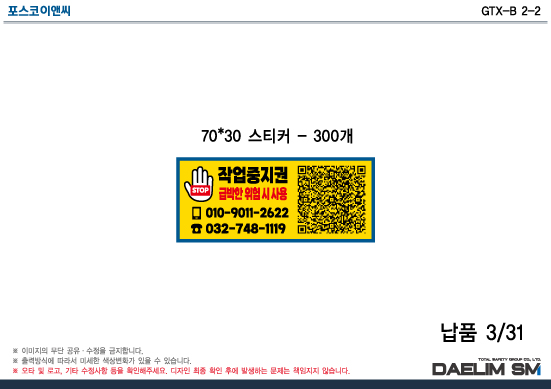 포스코이앤씨
GTX-B 2-2
70*30 스티커 - 300개
STOP
작업중지권
급박한 위험 시 사용
010-9011-2622
032-748-1119
납품 3/31
※ 이미지의 무단 공유·수정을 금지합니다.
※ 출력방식에 따라서 미세한 색상변화가 있을 수 있습니다.
※ 오타 및 로고, 기타 수정사항 등을 확인해주세요. 디자인 최종 확인 후에 발생하는 문제는 책임지지 않습니다.
TOTAL SAFETY GROUP CO., LTD.
DAELIM SM